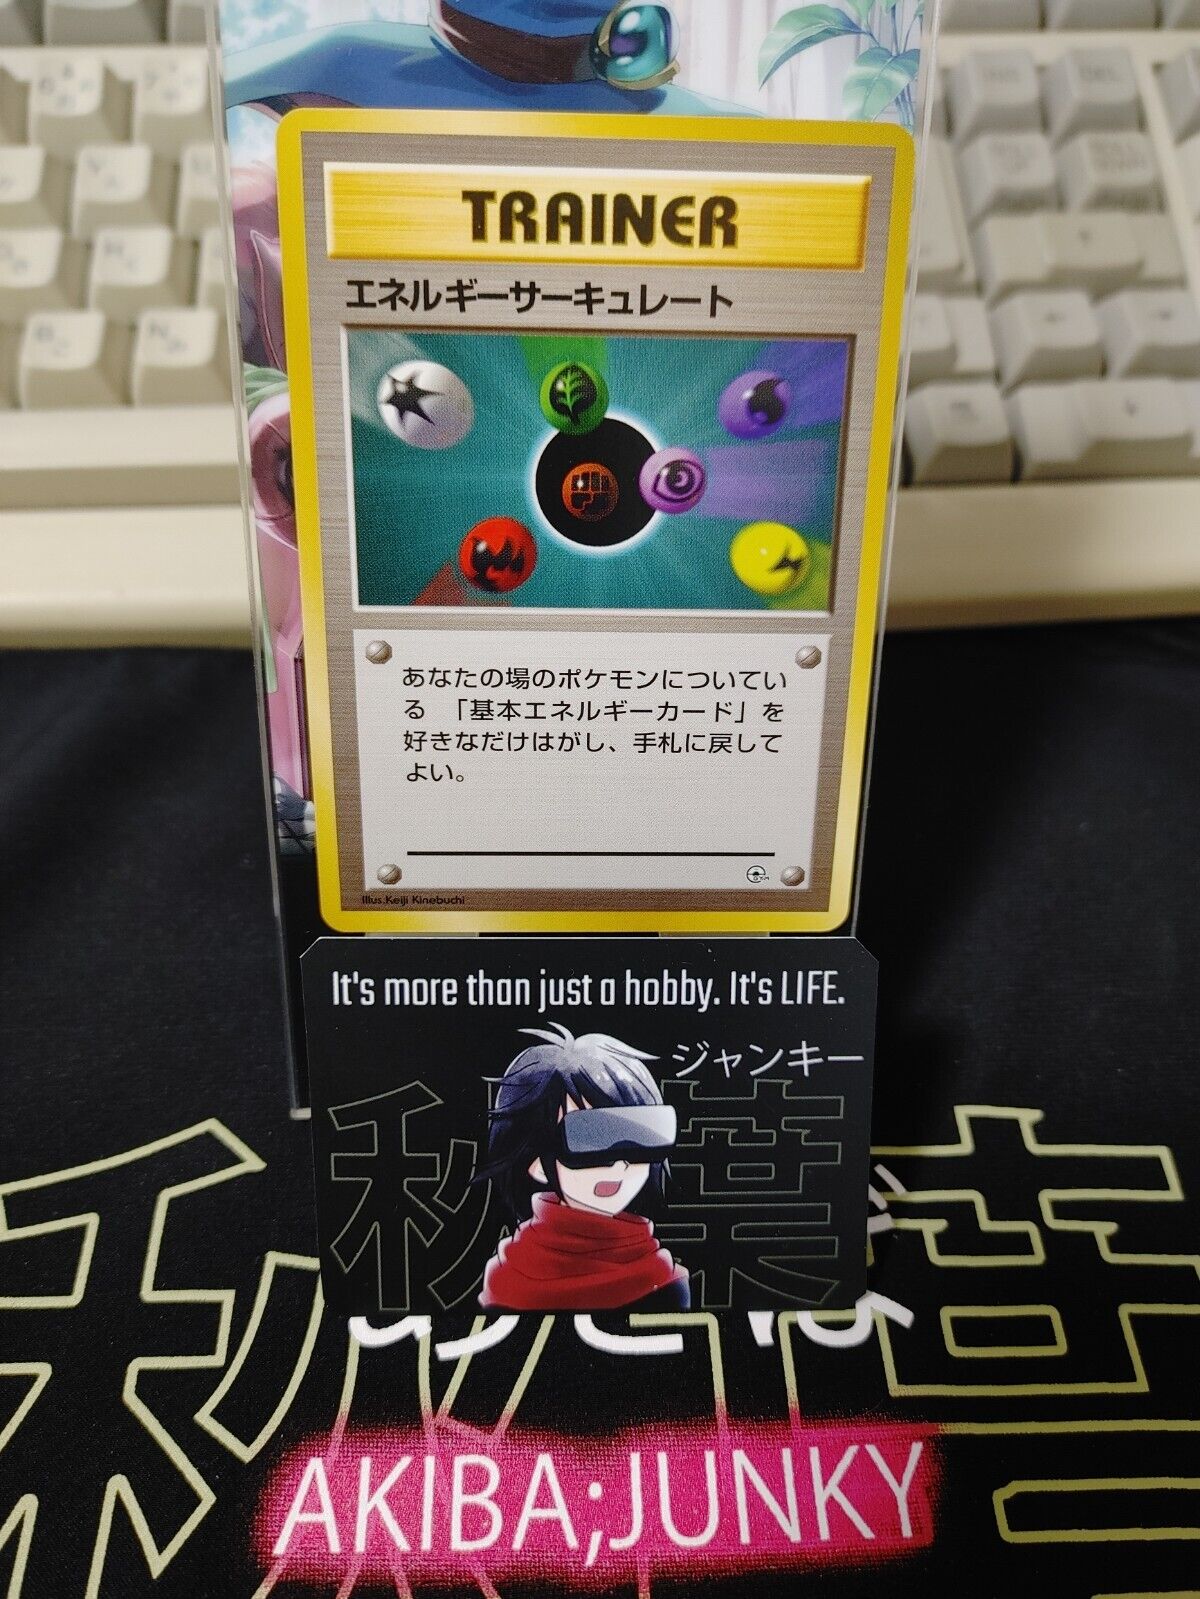 TRAINER
エネルギーサーキュレート
あなたの場のポケモンについてい
る 「基本エネルギーカード」を
好きなだけはがし、手札に戻して
よい。
GYM
Illus.Keiji Kinebuchi
It's more than just a hobby. It's LIFE.
ジャンキー
秋葉
AKIBA;JUNKY